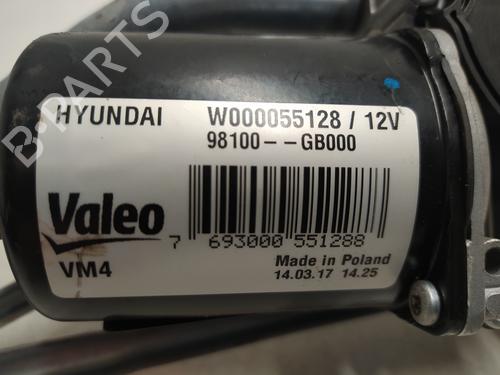 HYUNDAI W000055128 / 12V
98100--GB000
Valeo
7 693000 551288
VM4
Made in Poland
14.03.17 14.25
B-Parts